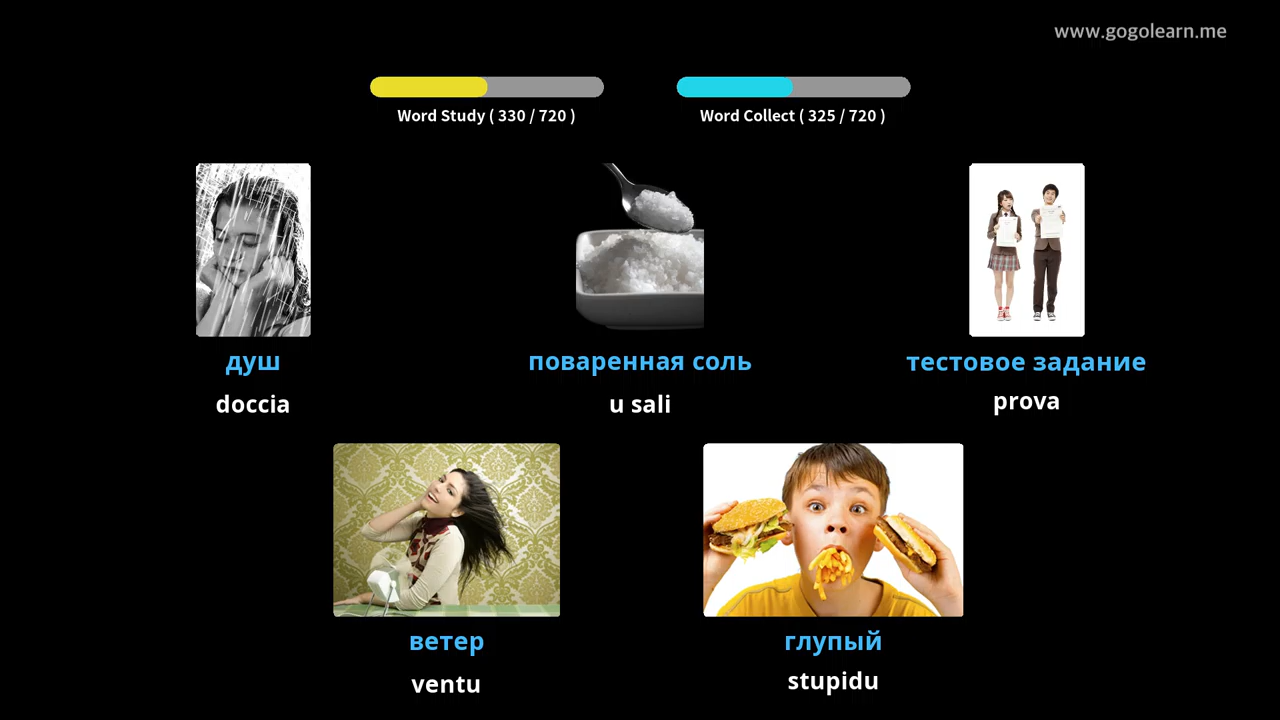 www.gogolearn.me
Word Study ( 330 / 720 )
Word Collect ( 325 / 720 )
душ
поваренная соль
тестовое задание
doccia
u sali
prova
ветер
глупый
ventu
stupidu